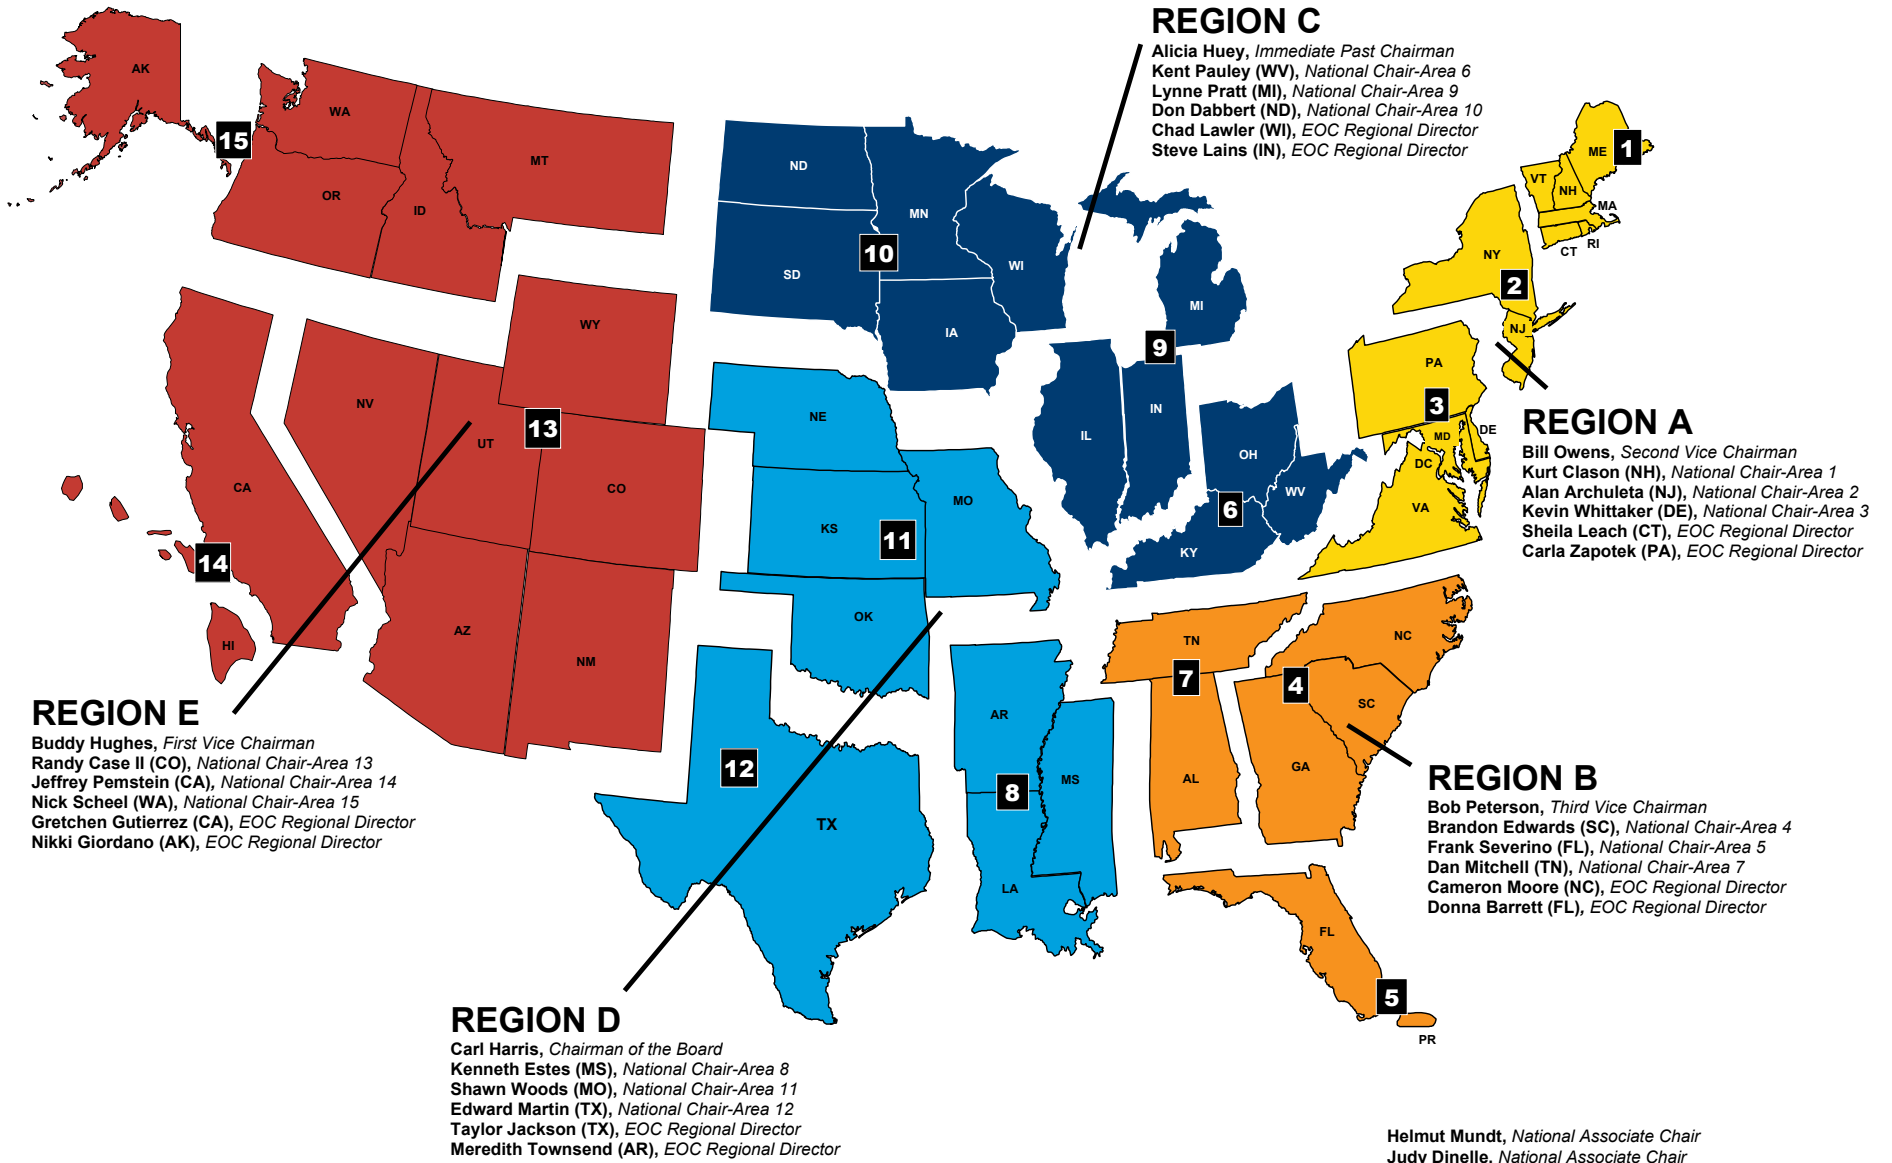 REGION C
Alicia Huey, Immediate Past Chairman
Kent Pauley (WV), National Chair-Area 6
Lynne Pratt (MI), National Chair-Area 9
Don Dabbert (ND), National Chair-Area 10
Chad Lawler (WI), EOC Regional Director
Steve Lains (IN), EOC Regional Director
AK
WA
15
MT
OR
ID
WY
NV
UT
13
CA
CO
14
AZ
NM
HI
ND
MN
SD
10
WI
IA
MI
9
IL
IN
OH
WV
6
KY
ME
1
VT
NH
MA
CT
RI
NY
2
NJ
PA
3
MD
DE
DC
VA
REGION A
Bill Owens, Second Vice Chairman
Kurt Clason (NH), National Chair-Area 1
Alan Archuleta (NJ), National Chair-Area 2
Kevin Whittaker (DE), National Chair-Area 3
Sheila Leach (CT), EOC Regional Director
Carla Zapotek (PA), EOC Regional Director
NE
MO
KS
11
OK
12
TX
AR
8
MS
LA
TN
7
NC
4
SC
AL
GA
FL
5
PR
REGION E
Buddy Hughes, First Vice Chairman
Randy Case II (CO), National Chair-Area 13
Jeffrey Pemstein (CA), National Chair-Area 14
Nick Scheel (WA), National Chair-Area 15
Gretchen Gutierrez (CA), EOC Regional Director
Nikki Giordano (AK), EOC Regional Director
REGION B
Bob Peterson, Third Vice Chairman
Brandon Edwards (SC), National Chair-Area 4
Frank Severino (FL), National Chair-Area 5
Dan Mitchell (TN), National Chair-Area 7
Cameron Moore (NC), EOC Regional Director
Donna Barrett (FL), EOC Regional Director
REGION D
Carl Harris, Chairman of the Board
Kenneth Estes (MS), National Chair-Area 8
Shawn Woods (MO), National Chair-Area 11
Edward Martin (TX), National Chair-Area 12
Taylor Jackson (TX), EOC Regional Director
Meredith Townsend (AR), EOC Regional Director
Helmut Mundt, National Associate Chair
Judy Dinelle, National Associate Chair